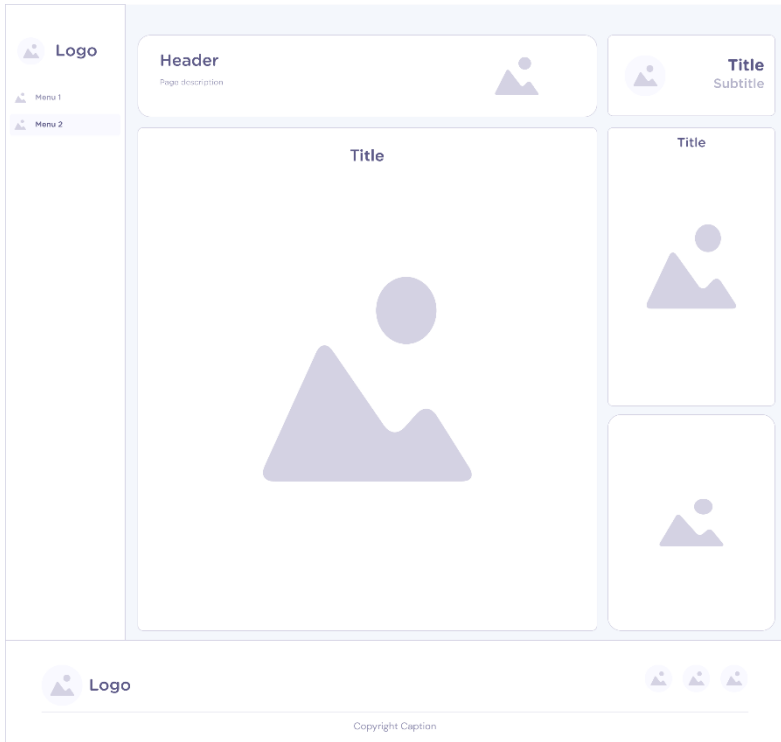 Logo
Menu 1
Menu 2
Header
Page description
Title
Subtitle
Title
Title
Logo
Copyright Caption